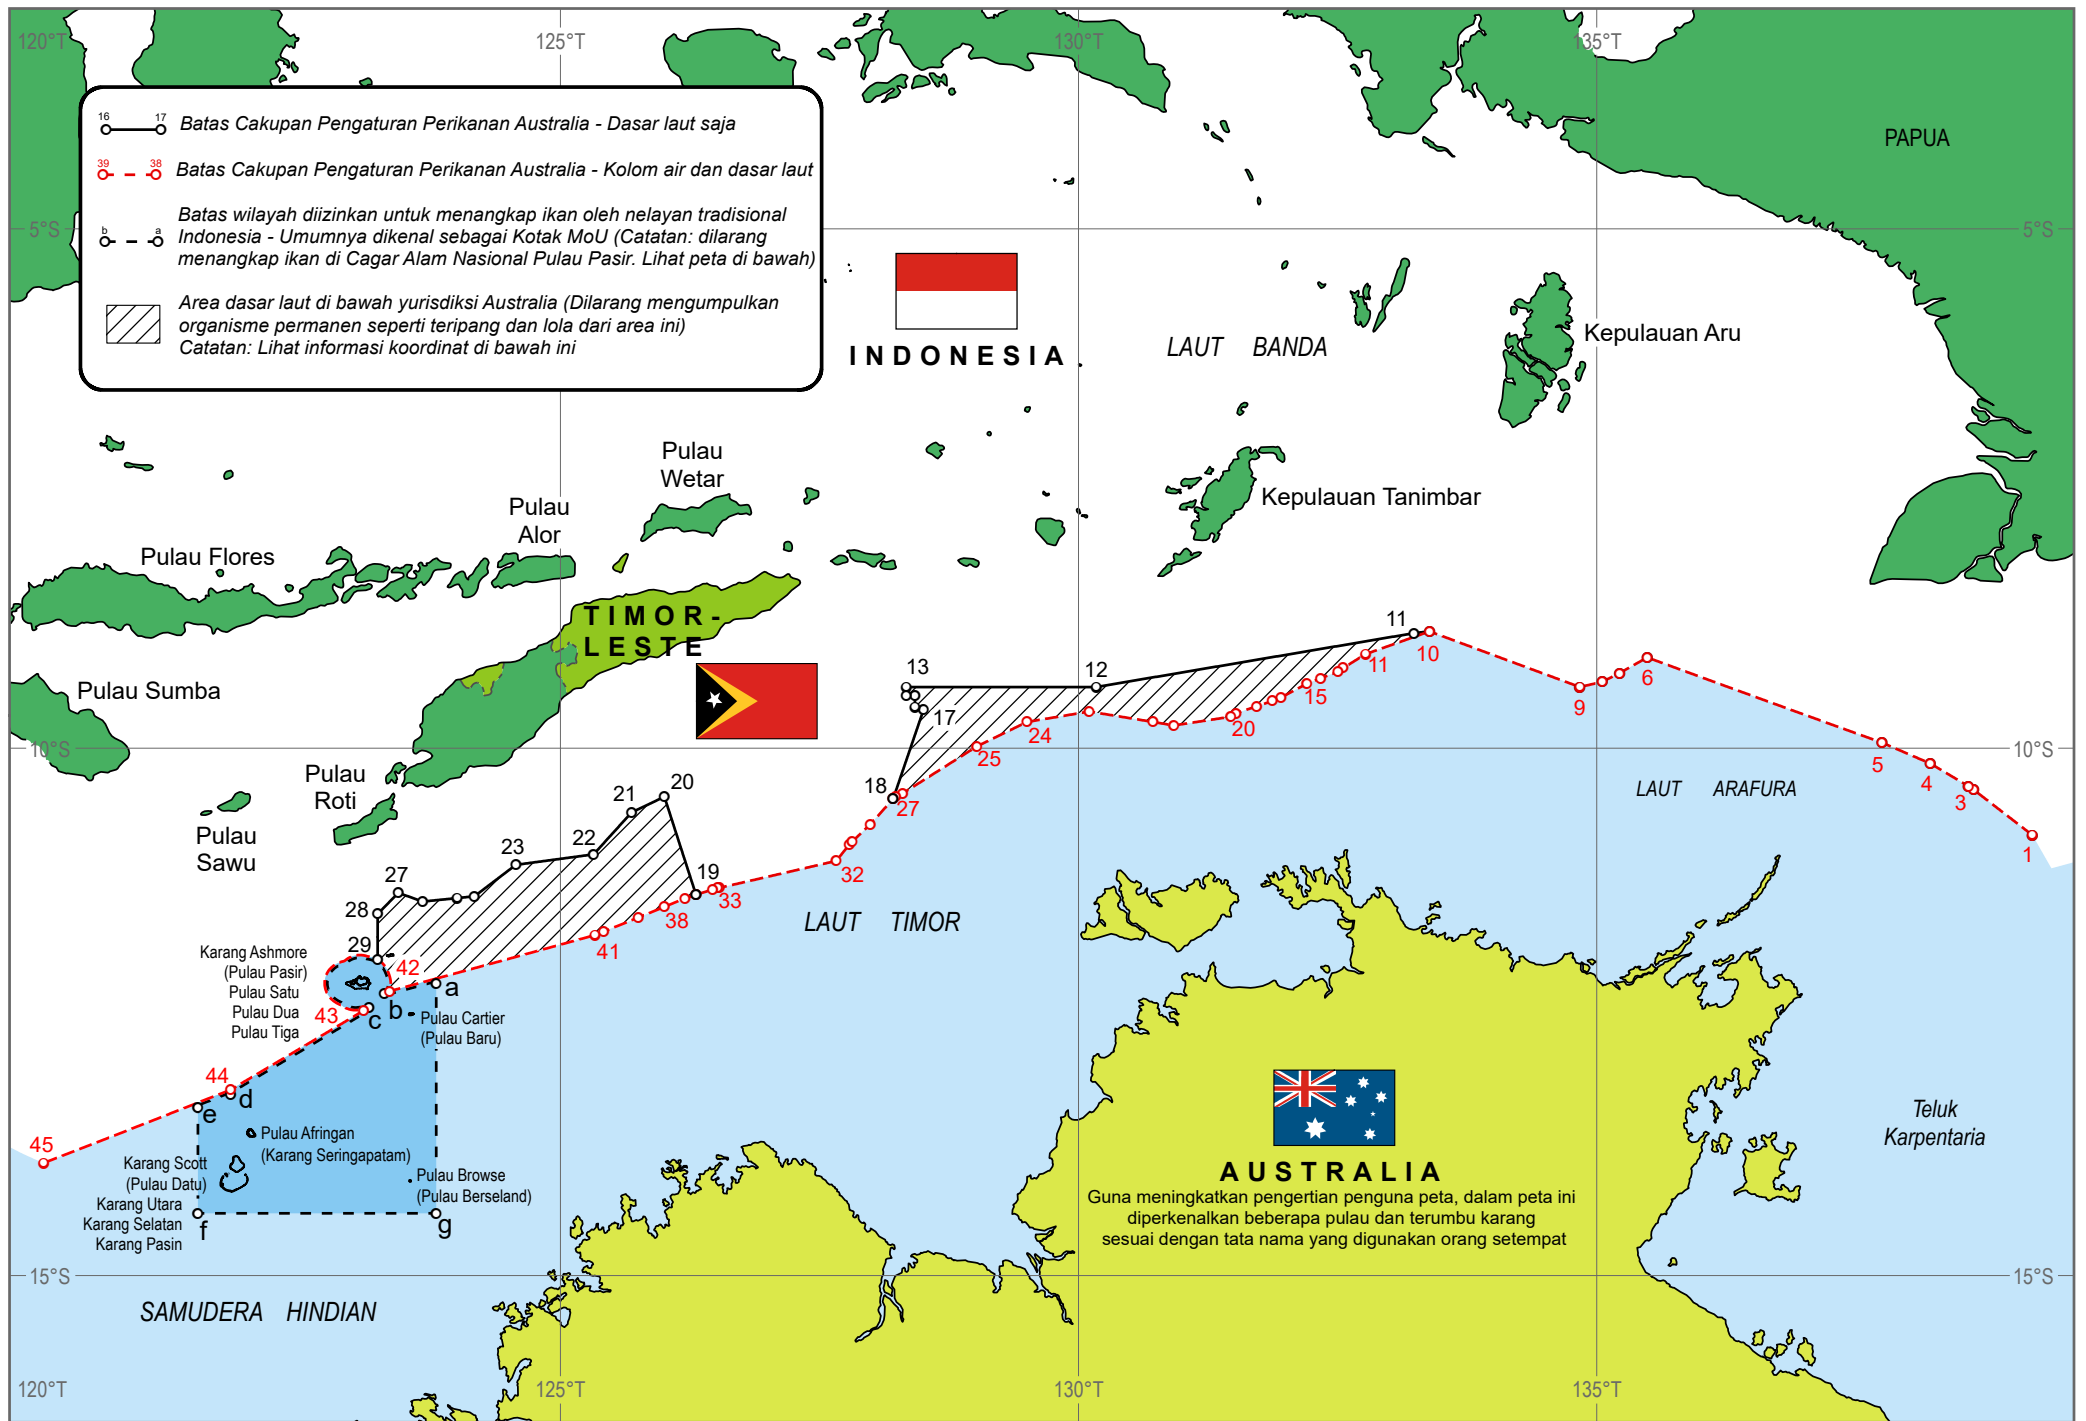 120°T
125°T
130°T
135°T
16 17
Batas Cakupan Pengaturan Perikanan Australia - Dasar laut saja
39 38
Batas Cakupan Pengaturan Perikanan Australia - Kolom air dan dasar laut
Batas wilayah diizinkan untuk menangkap ikan oleh nelayan tradisional
b a
Indonesia - Umumnya dikenal sebagai Kotak MoU (Catatan: dilarang
menangkap ikan di Cagar Alam Nasional Pulau Pasir. Lihat peta di bawah)
Area dasar laut di bawah yurisdiksi Australia (Dilarang mengumpulkan
organisme permanen seperti teripang dan lola dari area ini)
Catatan: Lihat informasi koordinat di bawah ini
PAPUA
5°S
5°S
INDONESIA
LAUT BANDA
Kepulauan Aru
Pulau
Wetar
Kepulauan Tanimbar
Pulau
Alor
Pulau Flores
TIMOR-
LESTE
Pulau Sumba
10°S
10°S
Pulau
Roti
Pulau
Sawu
11
10
11
12
13
15
17
20
24
25
18
27
9
6
5
4
3
1
LAUT ARAFURA
20
21
22
23
27
28
29
19
33
32
38
41
42
43
44
45
LAUT TIMOR
Karang Ashmore
(Pulau Pasir)
Pulau Satu
Pulau Dua
Pulau Tiga
a
b
c
d
e
f
g
Pulau Cartier
(Pulau Baru)
Pulau Afringan
(Karang Seringapatam)
Karang Scott
(Pulau Datu)
Karang Utara
Karang Selatan
Karang Pasin
Pulau Browse
(Pulau Berseland)
AUSTRALIA
Guna meningkatkan pengertian penguna peta, dalam peta ini
diperkenalkan beberapa pulau dan terumbu karang
sesuai dengan tata nama yang digunakan orang setempat
Teluk
Karpentaria
15°S
15°S
SAMUDERA HINDIAN
120°T
125°T
130°T
135°T